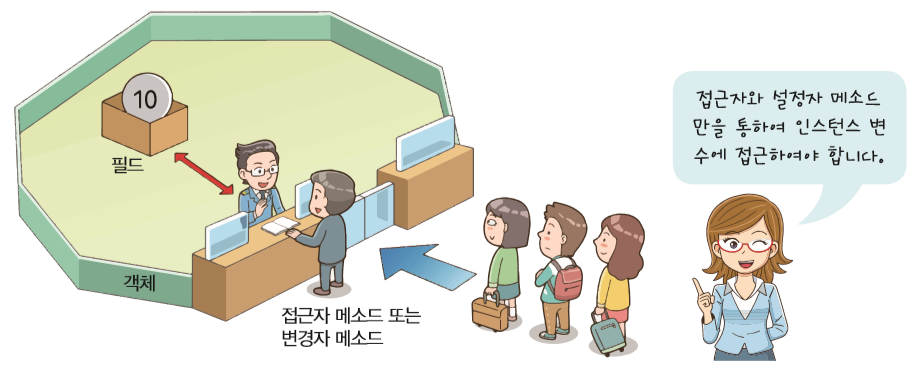 10
필드
객체
접근자 메소드 또는
변경자 메소드
접근자와 설정자 메소드
만을 통하여 인스턴스 변
수에 접근하여야 합니다.